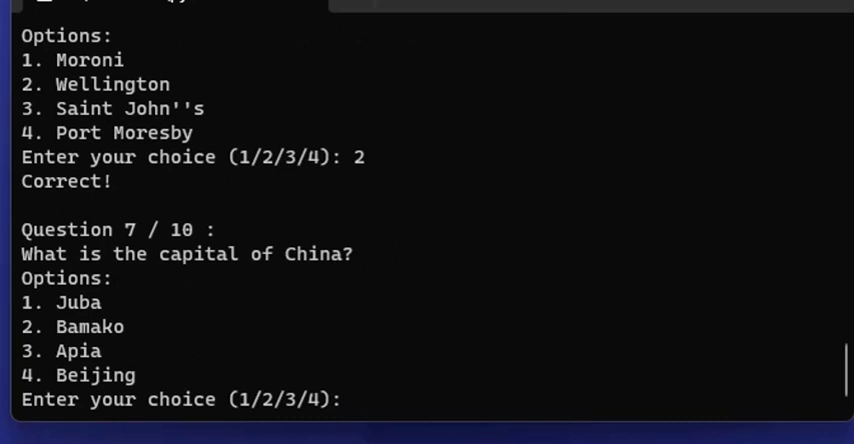 Options:
1. Moroni
2. Wellington
3. Saint John''s
4. Port Moresby
Enter your choice (1/2/3/4): 2
Correct!
Question 7 / 10 :
What is the capital of China?
Options:
1. Juba
2. Bamako
3. Apia
4. Beijing
Enter your choice (1/2/3/4):